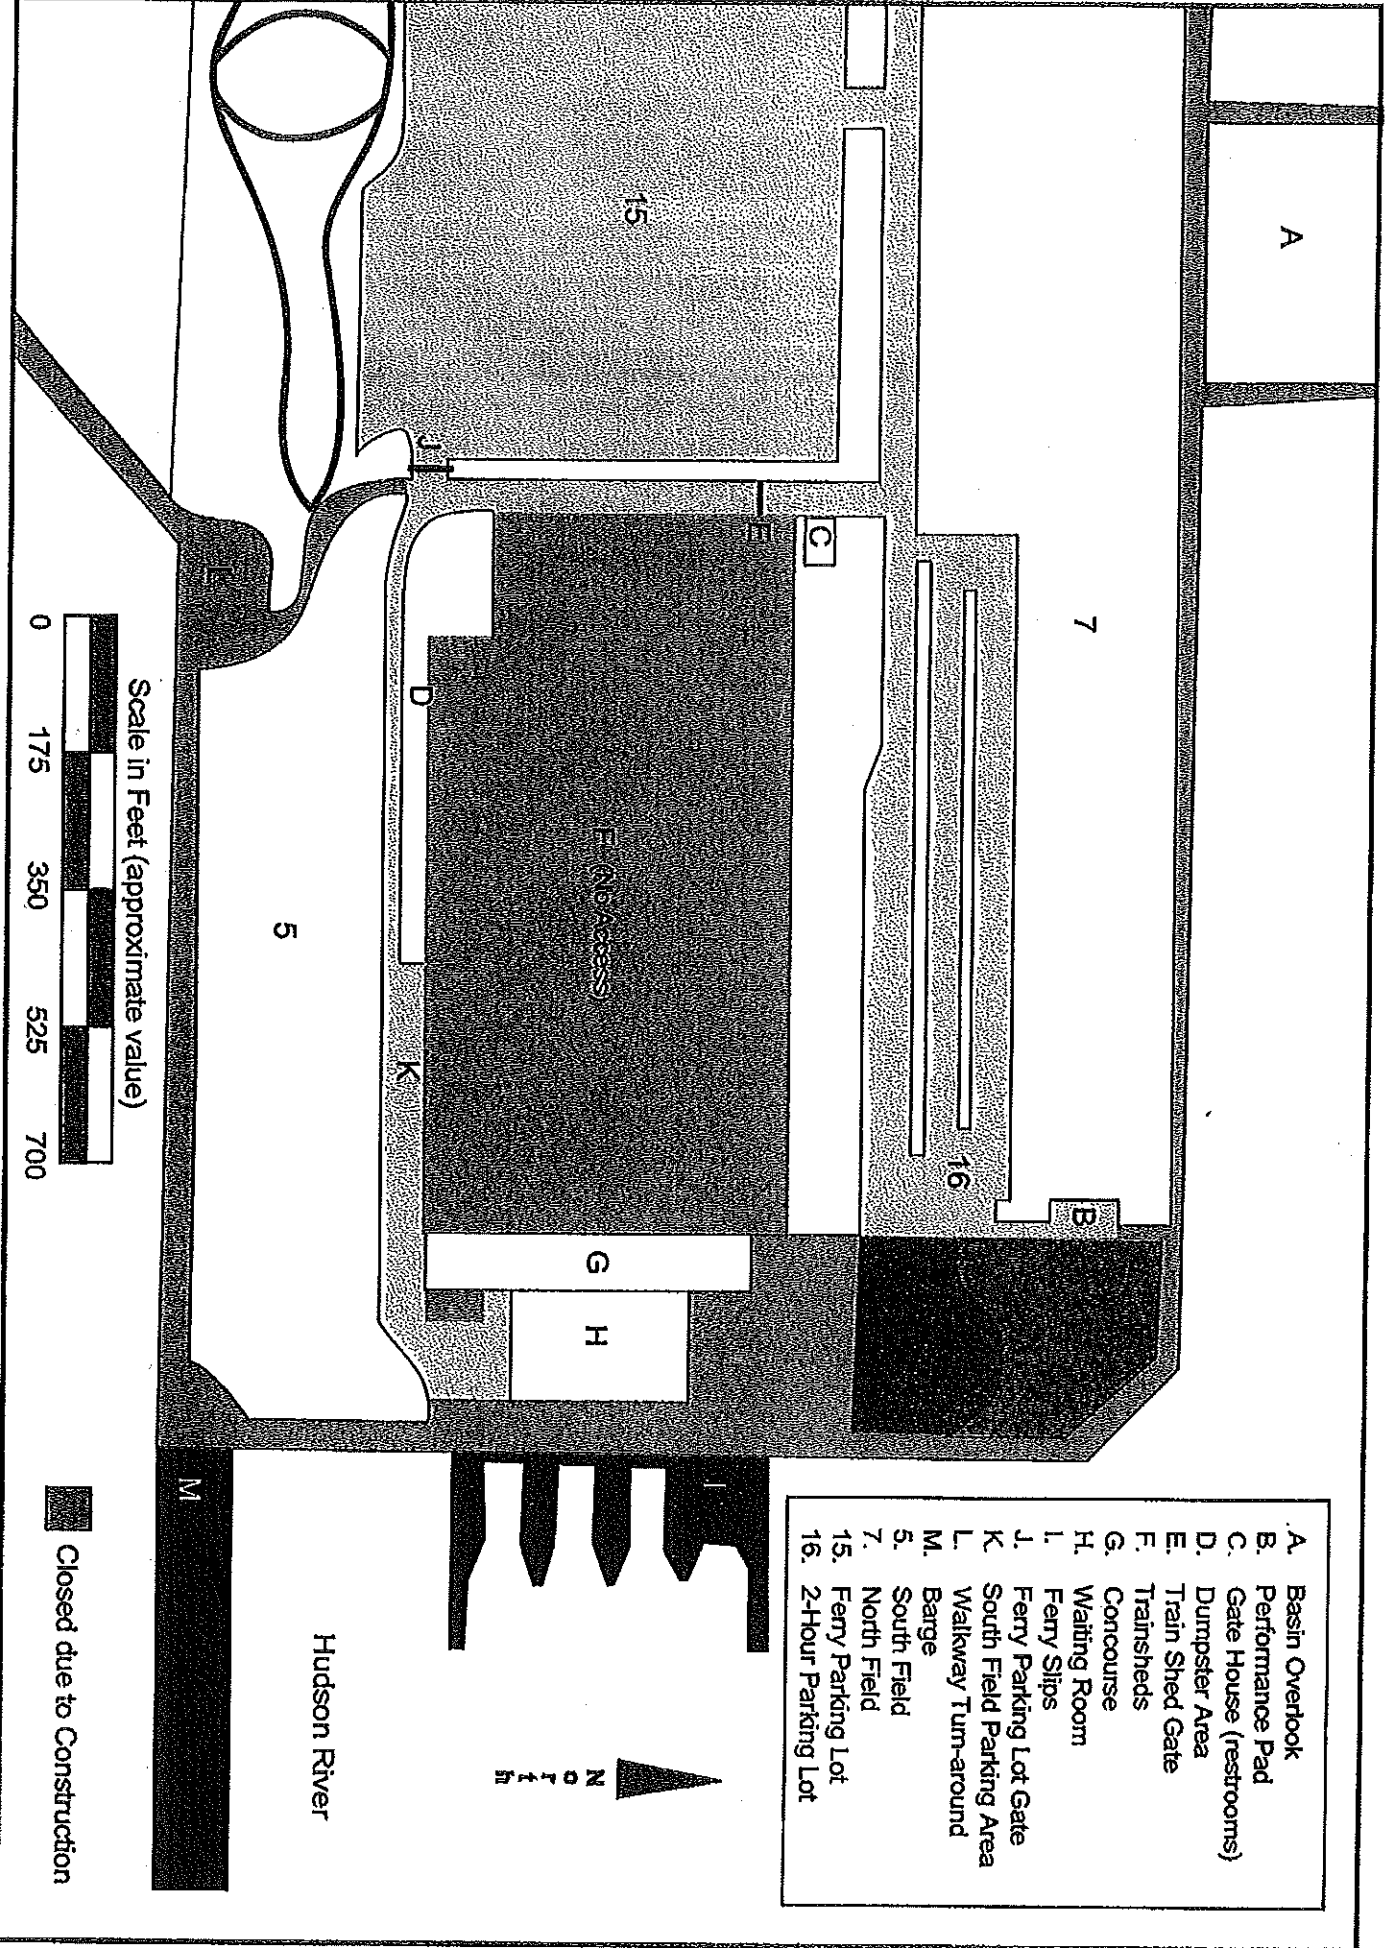 A. Basin Overlook
B. Performance Pad
C. Gate House (restrooms)
D. Dumpster Area
E. Train Shed Gate
F. Trainsheds
G. Concourse
H. Waiting Room
I. Ferry Slips
J. Ferry Parking Lot Gate
K. South Field Parking Area
L. Walkway Turn-around
M. Barge
5. South Field
7. North Field
15. Ferry Parking Lot
16. 2-Hour Parking Lot
A
7
B
16
15
C
E
F (No Access)
G
H
I
J
D
K
North
Hudson River
5
L
M
Scale in Feet (approximate value)
0 175 350 525 700
Closed due to Construction